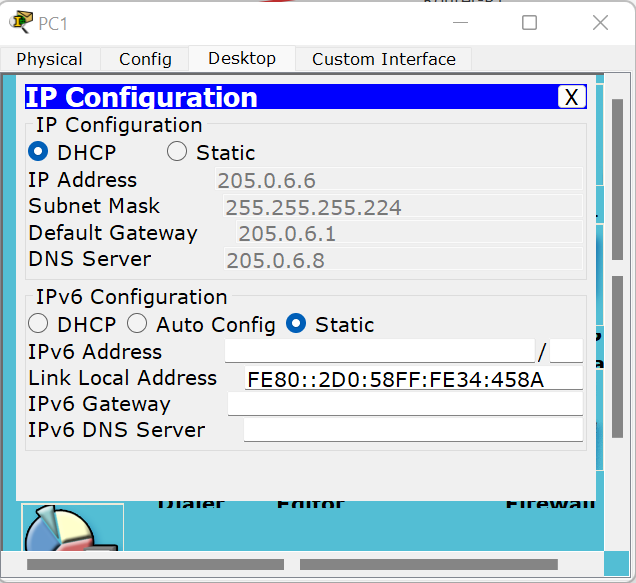 PC1
Physical Config Desktop Custom Interface
IP Configuration X
IP Configuration
DHCP Static
IP Address 205.0.6.6
Subnet Mask 255.255.255.224
Default Gateway 205.0.6.1
DNS Server 205.0.6.8
IPv6 Configuration
DHCP Auto Config Static
IPv6 Address /
Link Local Address FE80::2D0:58FF:FE34:458A
IPv6 Gateway
IPv6 DNS Server
Dialer Editor Firewall